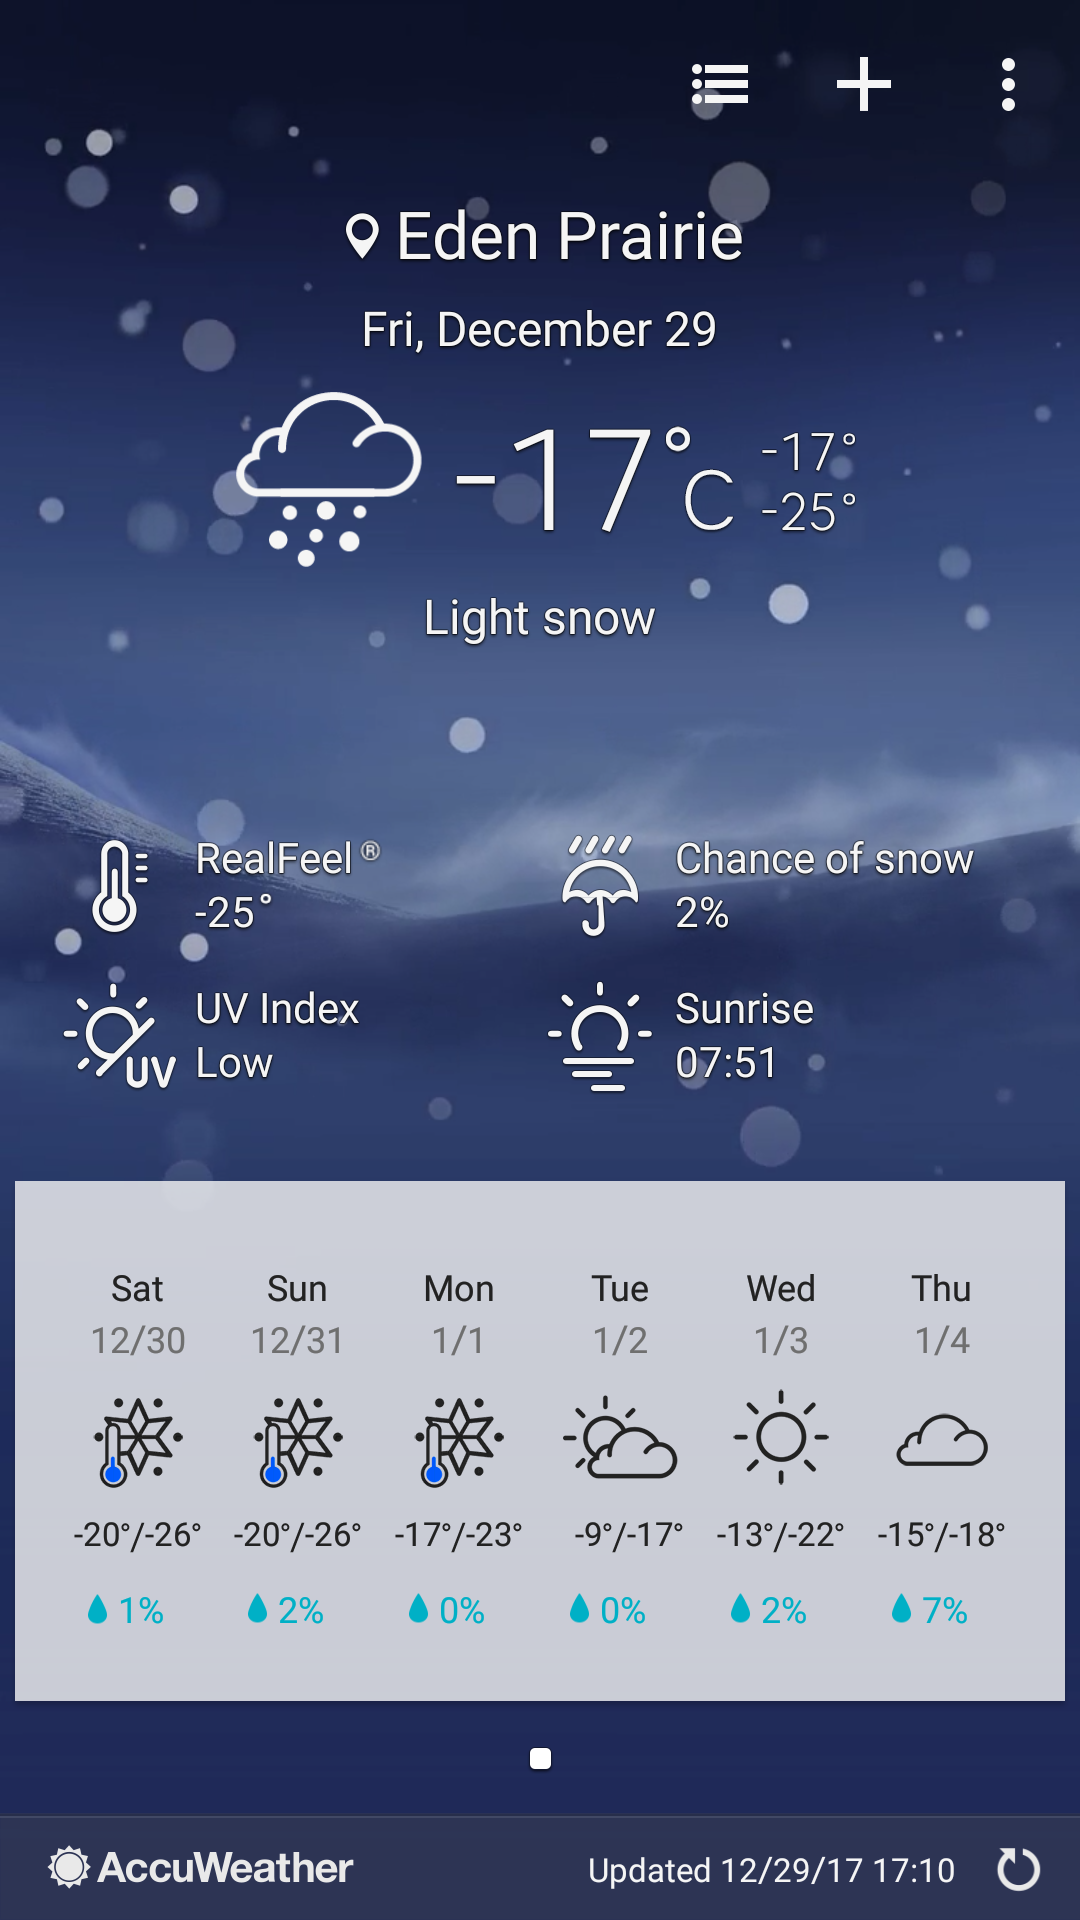 Eden Prairie
Fri, December 29
-17°C
-17°
-25°
Light snow
RealFeel®
-25°
Chance of snow
2%
UV Index
Low
UV
Sunrise
07:51
Sat Sun Mon Tue Wed Thu
12/30 12/31 1/1 1/2 1/3 1/4
-20°/-26° -20°/-26° -17°/-23° -9°/-17° -13°/-22° -15°/-18°
1% 2% 0% 0% 2% 7%
AccuWeather Updated 12/29/17 17:10